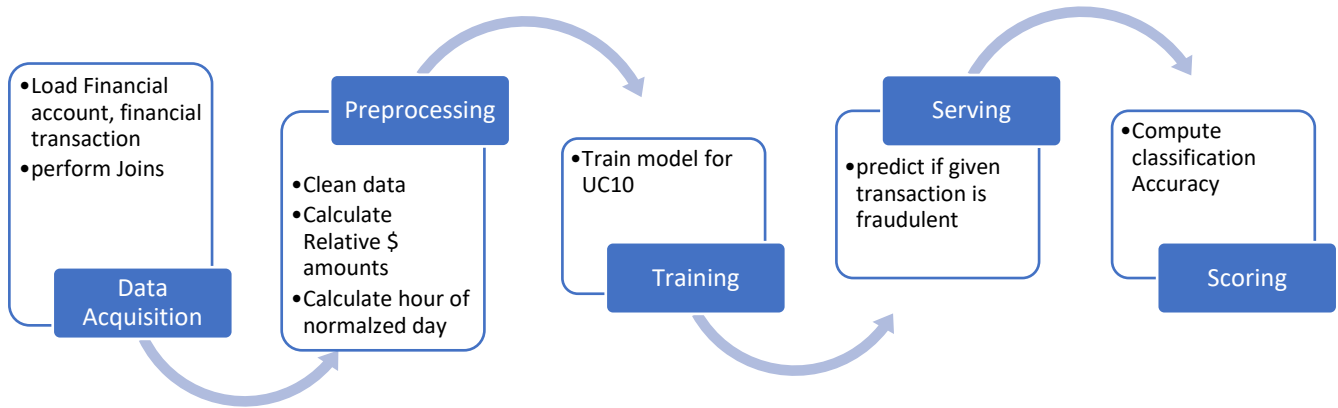 •Load Financial
account, financial
transaction
•perform Joins
Data
Acquisition
Preprocessing
•Clean data
•Calculate
Relative $
amounts
•Calculate hour of
normalzed day
•Train model for
UC10
Training
Serving
•predict if given
transaction is
fraudulent
•Compute
classification
Accuracy
Scoring